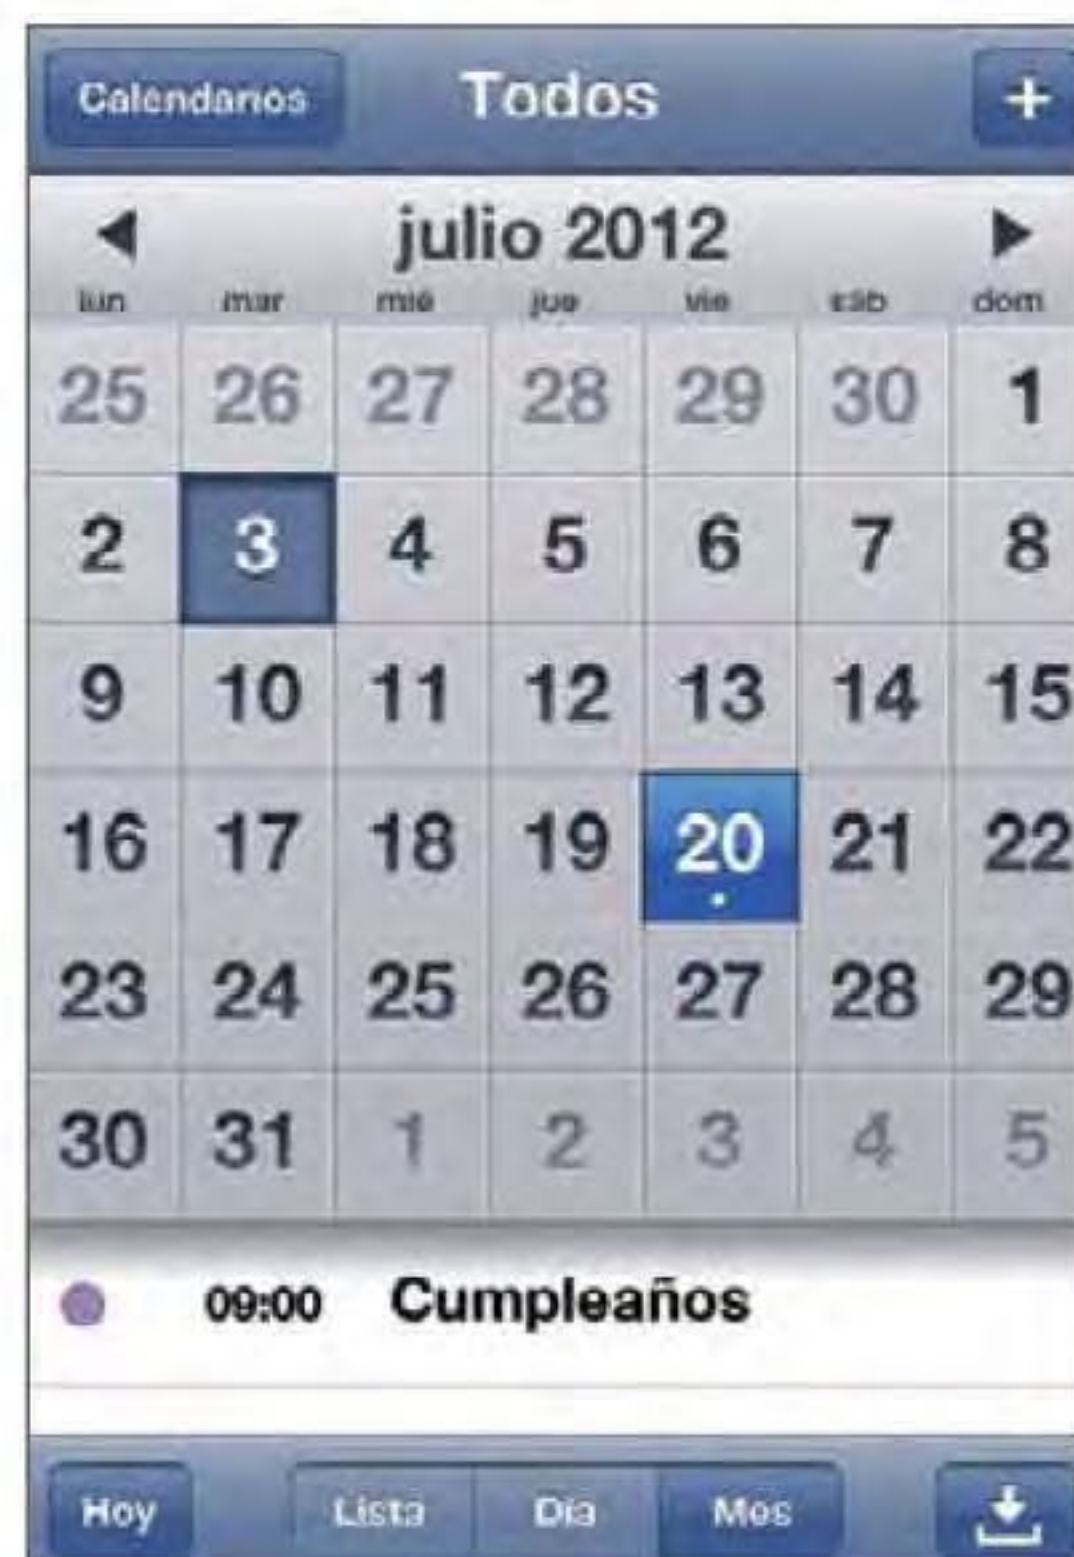 Calendarios Todos +
julio 2012
lun mar mié jue vie sáb dom
25 26 27 28 29 30 1
2 3 4 5 6 7 8
9 10 11 12 13 14 15
16 17 18 19 20 21 22
23 24 25 26 27 28 29
30 31 1 2 3 4 5
09:00 Cumpleaños
Hoy Lista Día Mes